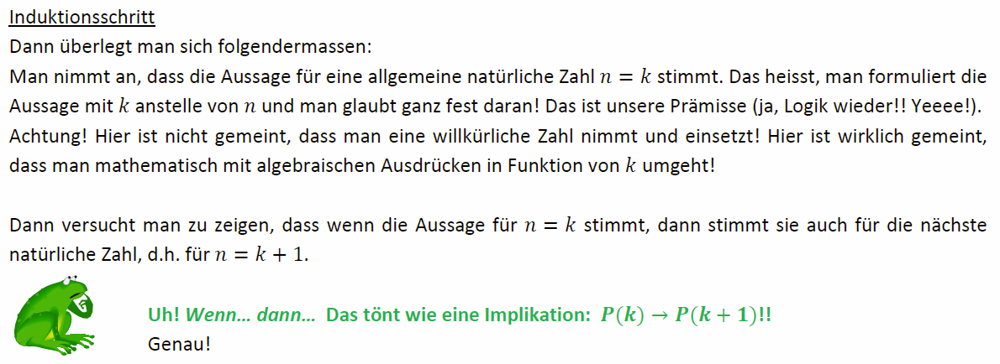 Induktionsschritt
Dann überlegt man sich folgendermassen:
Man nimmt an, dass die Aussage für eine allgemeine natürliche Zahl n = k stimmt. Das heisst, man formuliert die
Aussage mit k anstelle von n und man glaubt ganz fest daran! Das ist unsere Prämisse (ja, Logik wieder!! Yeeee!).
Achtung! Hier ist nicht gemeint, dass man eine willkürliche Zahl nimmt und einsetzt! Hier ist wirklich gemeint,
dass man mathematisch mit algebraischen Ausdrücken in Funktion von k umgeht!
Dann versucht man zu zeigen, dass wenn die Aussage für n = k stimmt, dann stimmt sie auch für die nächste
natürliche Zahl, d.h. für n = k + 1.
Uh! Wenn… dann… Das tönt wie eine Implikation: P(k) → P(k + 1)!!
Genau!